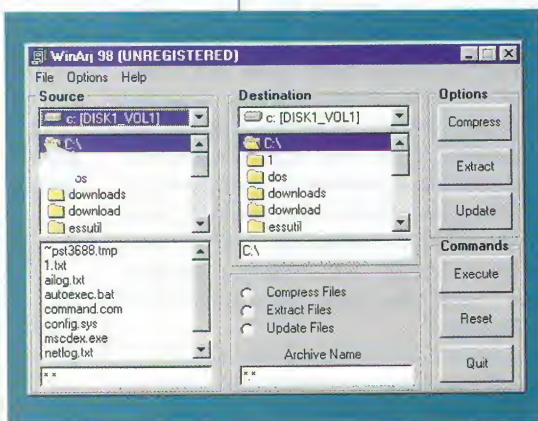 WinArj 98 (UNREGISTERED)
File Options Help
Source
c: [DISK1_VOL1]
C:\
os
downloads
download
essutil
~pst3688.tmp
1.txt
ailog.txt
autoexec.bat
command.com
config.sys
mscdex.exe
netlog.txt
*.*
Destination
c: [DISK1_VOL1]
C:\
1
dos
downloads
download
essutil
C:\
Compress Files
Extract Files
Update Files
Archive Name
*.*
Options
Compress
Extract
Update
Commands
Execute
Reset
Quit